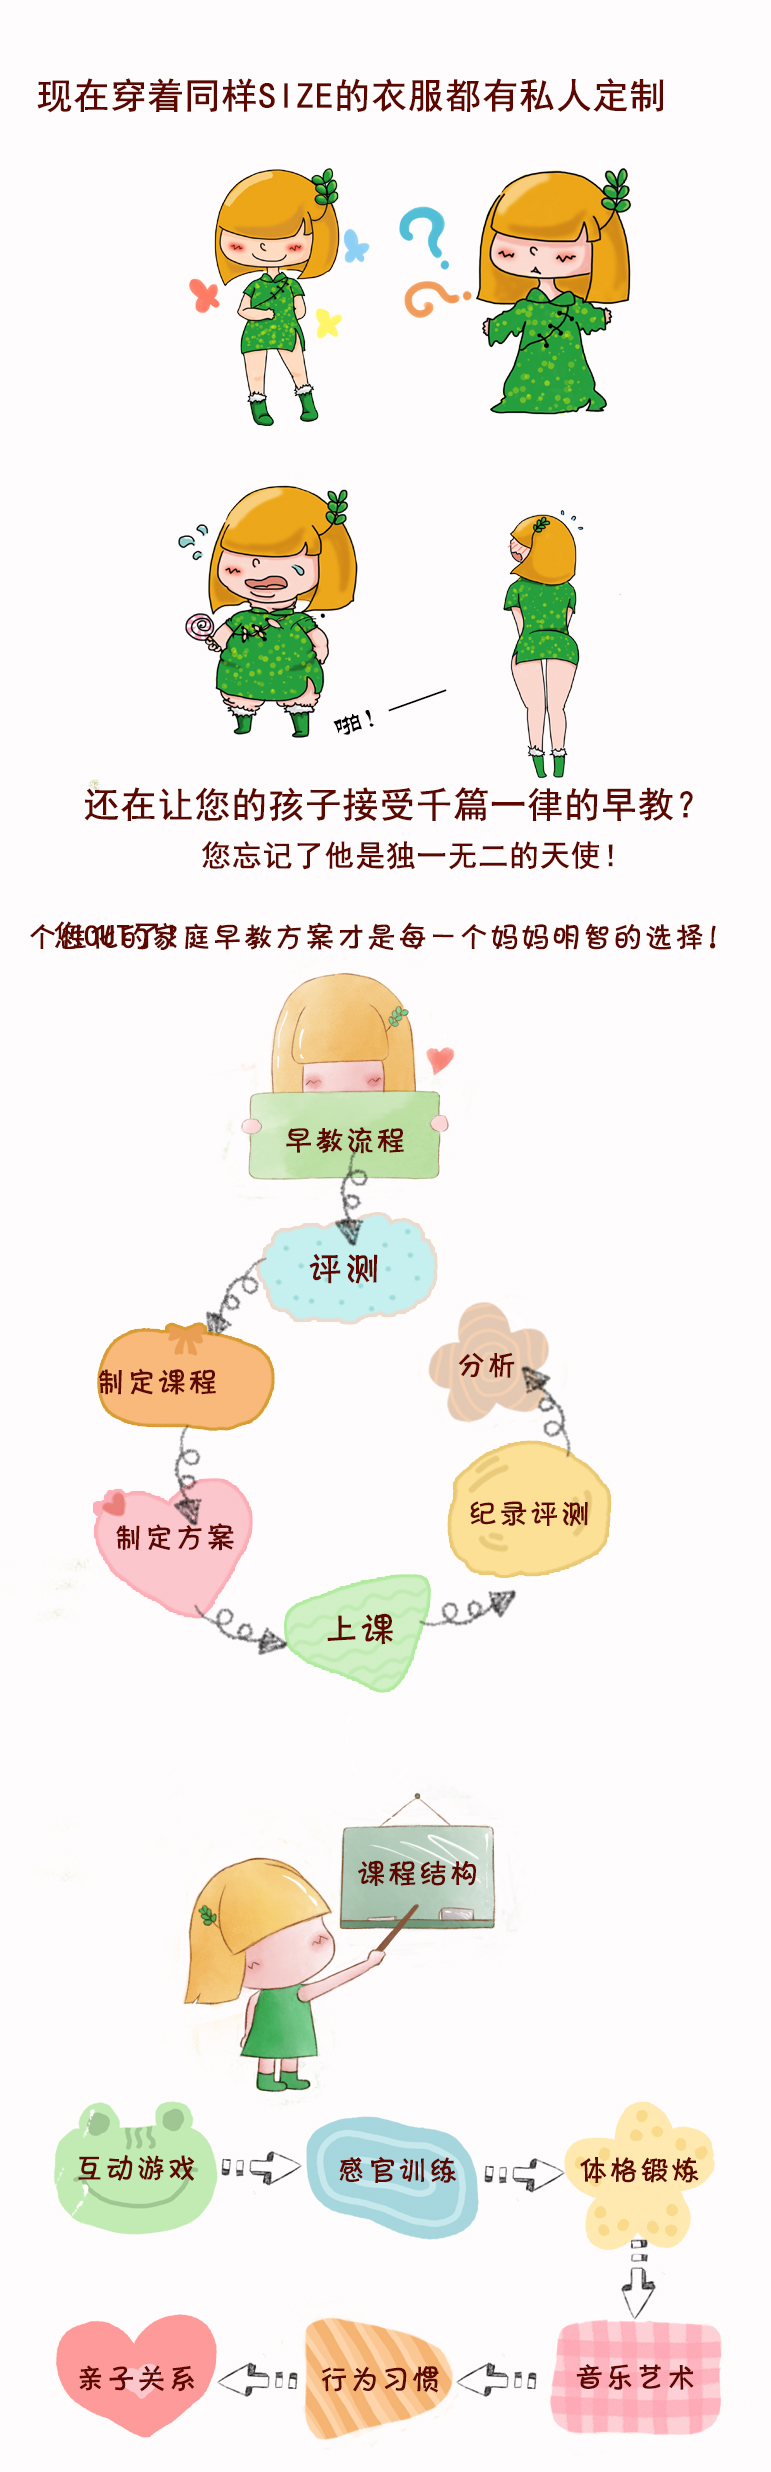 现在穿着同样SIZE的衣服都有私人定制
啪！
还在让您的孩子接受千篇一律的早教？
您忘记了他是独一无二的天使！
您OUT了！
个性化的家庭早教方案才是每一个妈妈明智的选择！
早教流程
评测
制定课程
分析
制定方案
纪录评测
上课
课程结构
互动游戏
感官训练
体格锻炼
亲子关系
行为习惯
音乐艺术